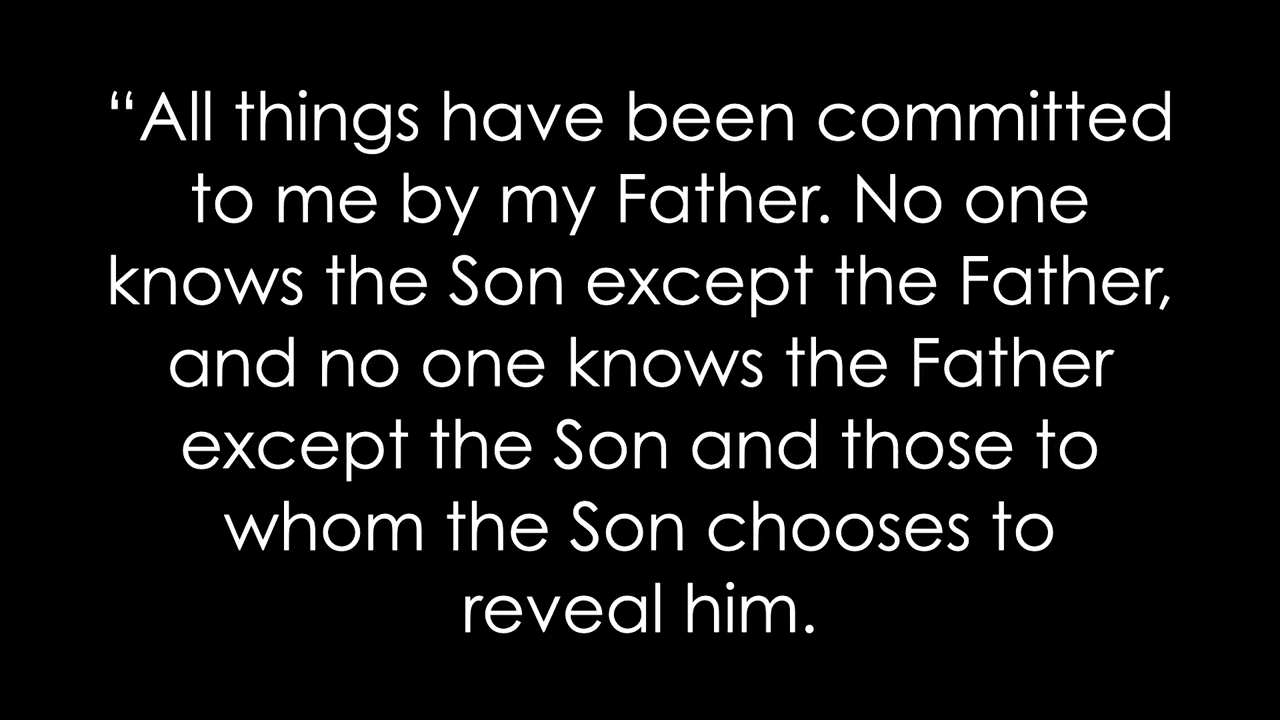 “All things have been committed
to me by my Father. No one
knows the Son except the Father,
and no one knows the Father
except the Son and those to
whom the Son chooses to
reveal him.